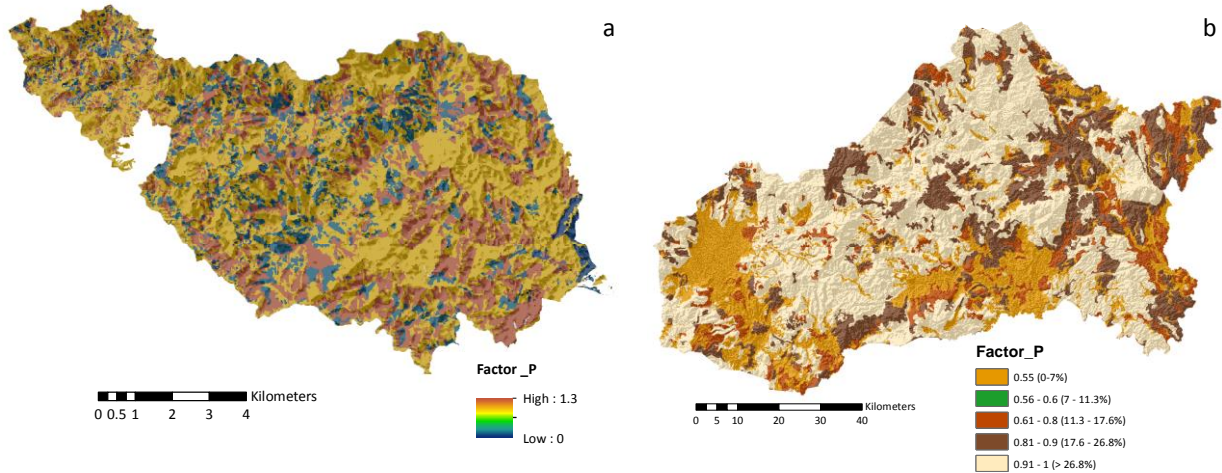 a
b
Factor _P
High : 1.3
Low : 0
Kilometers
0 0.5 1 2 3 4
Factor_P
0.55 (0-7%)
0.56 - 0.6 (7 - 11.3%)
0.61 - 0.8 (11.3 - 17.6%)
0.81 - 0.9 (17.6 - 26.8%)
0.91 - 1 (> 26.8%)
Kilometers
0 5 10 20 30 40